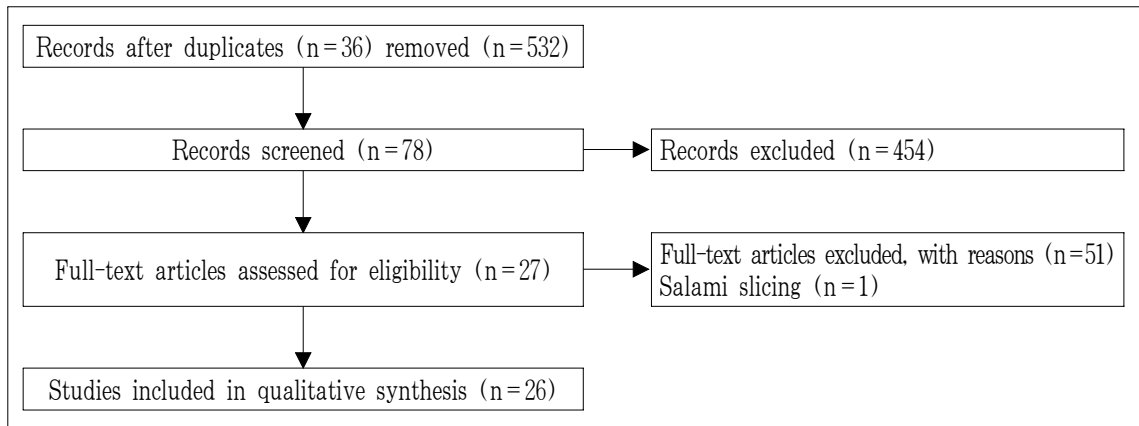 Records after duplicates (n=36) removed (n=532)
Records screened (n=78)
Records excluded (n=454)
Full-text articles assessed for eligibility (n=27)
Full-text articles excluded, with reasons (n=51)
Salami slicing (n=1)
Studies included in qualitative synthesis (n=26)